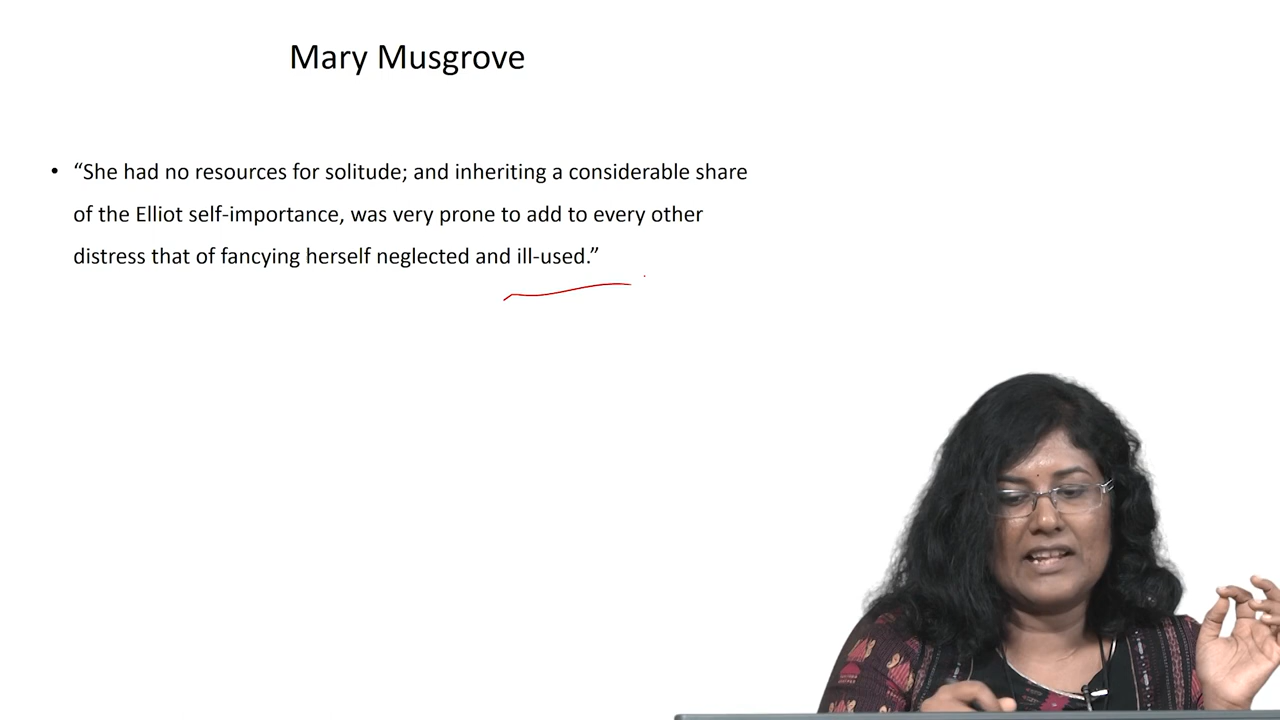 Mary Musgrove
• “She had no resources for solitude; and inheriting a considerable share
of the Elliot self-importance, was very prone to add to every other
distress that of fancying herself neglected and ill-used.”